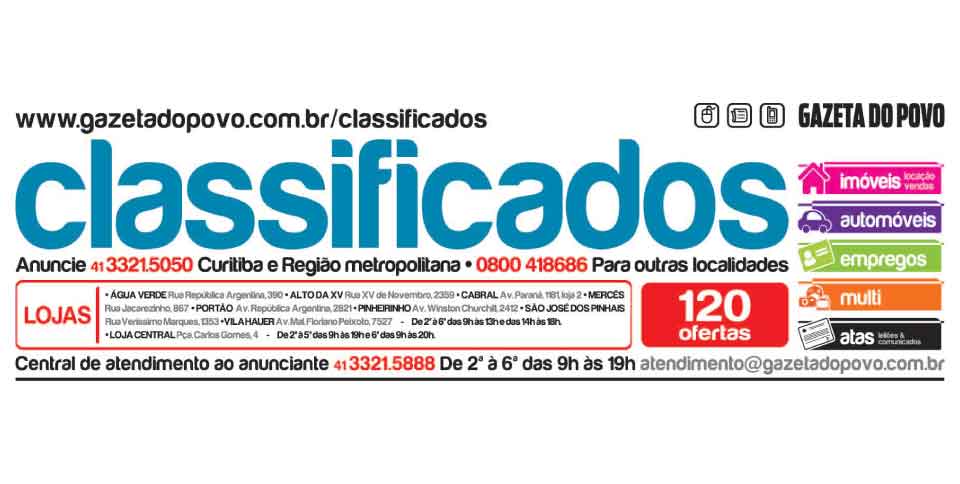 www.gazetadopovo.com.br/classificados
GAZETA DO POVO
classificados
imóveis locação vendas
automóveis
empregos
multi
atas leilões & comunicados
Anuncie 41 3321.5050 Curitiba e Região metropolitana • 0800 418686 Para outras localidades
LOJAS
• ÁGUA VERDE Rua República Argentina, 390 • ALTO DA XV Rua XV de Novembro, 2359 • CABRAL Av. Paraná, 1181, loja 2 • MERCÊS
Rua Jacarezinho, 867 • PORTÃO Av. República Argentina, 2821 • PINHEIRINHO Av. Winston Churchill, 2412 • SÃO JOSÉ DOS PINHAIS
Rua Veríssimo Marques, 1353 • VILA HAUER Av. Mal. Floriano Peixoto, 7527 - De 2ª à 6ª das 9h às 13h e das 14h às 18h.
• LOJA CENTRAL Pça. Carlos Gomes, 4 - De 2ª à 5ª das 9h às 19h e 6ª das 9h às 20h.
120
ofertas
Central de atendimento ao anunciante 41 3321.5888 De 2ª à 6ª das 9h às 19h atendimento@gazetadopovo.com.br